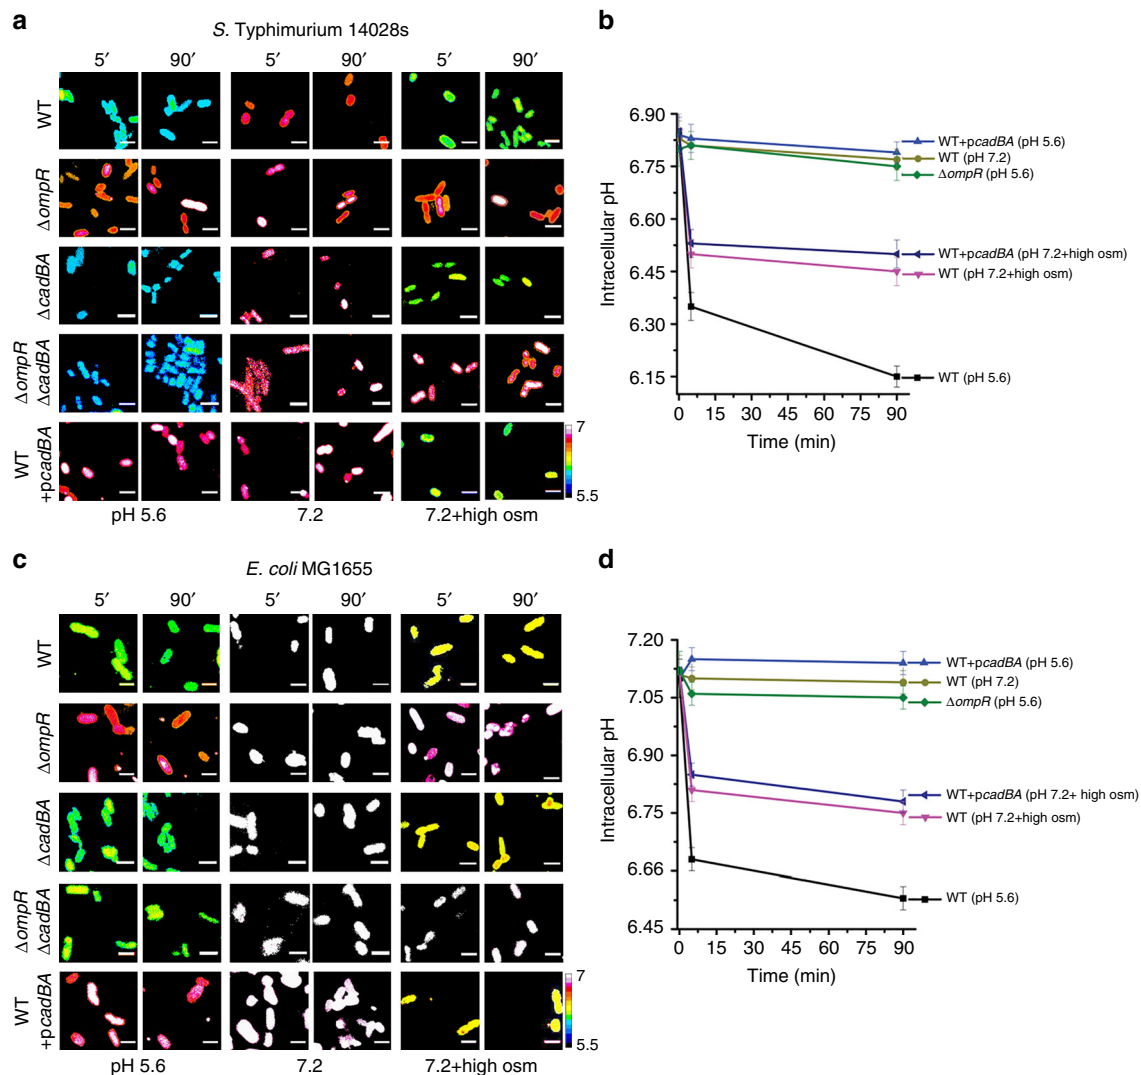 a
S. Typhimurium 14028s
5′ 90′ 5′ 90′ 5′ 90′
WT
ΔompR
ΔcadBA
ΔompR
ΔcadBA
WT
+pcadBA
7
5.5
pH 5.6 7.2 7.2+high osm
b
Intracellular pH
6.90
6.75
6.60
6.45
6.30
6.15
0 15 30 45 60 75 90
Time (min)
WT+pcadBA (pH 5.6)
WT (pH 7.2)
ΔompR (pH 5.6)
WT+pcadBA (pH 7.2+high osm)
WT (pH 7.2+high osm)
WT (pH 5.6)
c
E. coli MG1655
5′ 90′ 5′ 90′ 5′ 90′
WT
ΔompR
ΔcadBA
ΔompR
ΔcadBA
WT
+pcadBA
7
5.5
pH 5.6 7.2 7.2+high osm
d
Intracellular pH
7.20
7.05
6.90
6.75
6.66
6.45
0 15 30 45 60 75 90
Time (min)
WT+pcadBA (pH 5.6)
WT (pH 7.2)
ΔompR (pH 5.6)
WT+pcadBA (pH 7.2+ high osm)
WT (pH 7.2+high osm)
WT (pH 5.6)